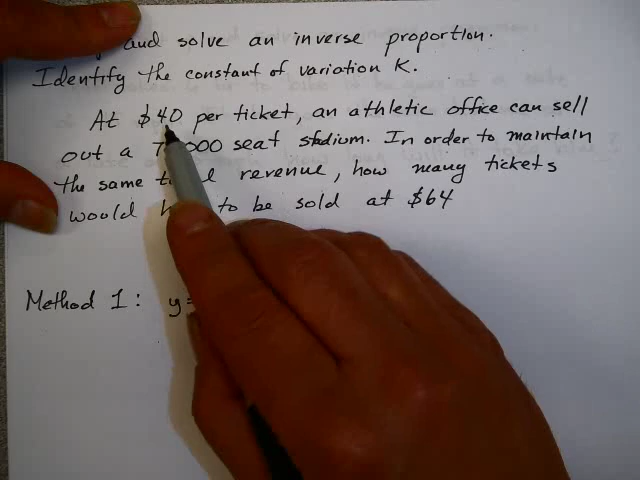 and solve an inverse proportion.
Identify the constant of variation K.
At $40 per ticket, an athletic office can sell
out a 000 seat stadium. In order to maintain
the same revenue, how many tickets
would to be sold at $64
Method 1: y=